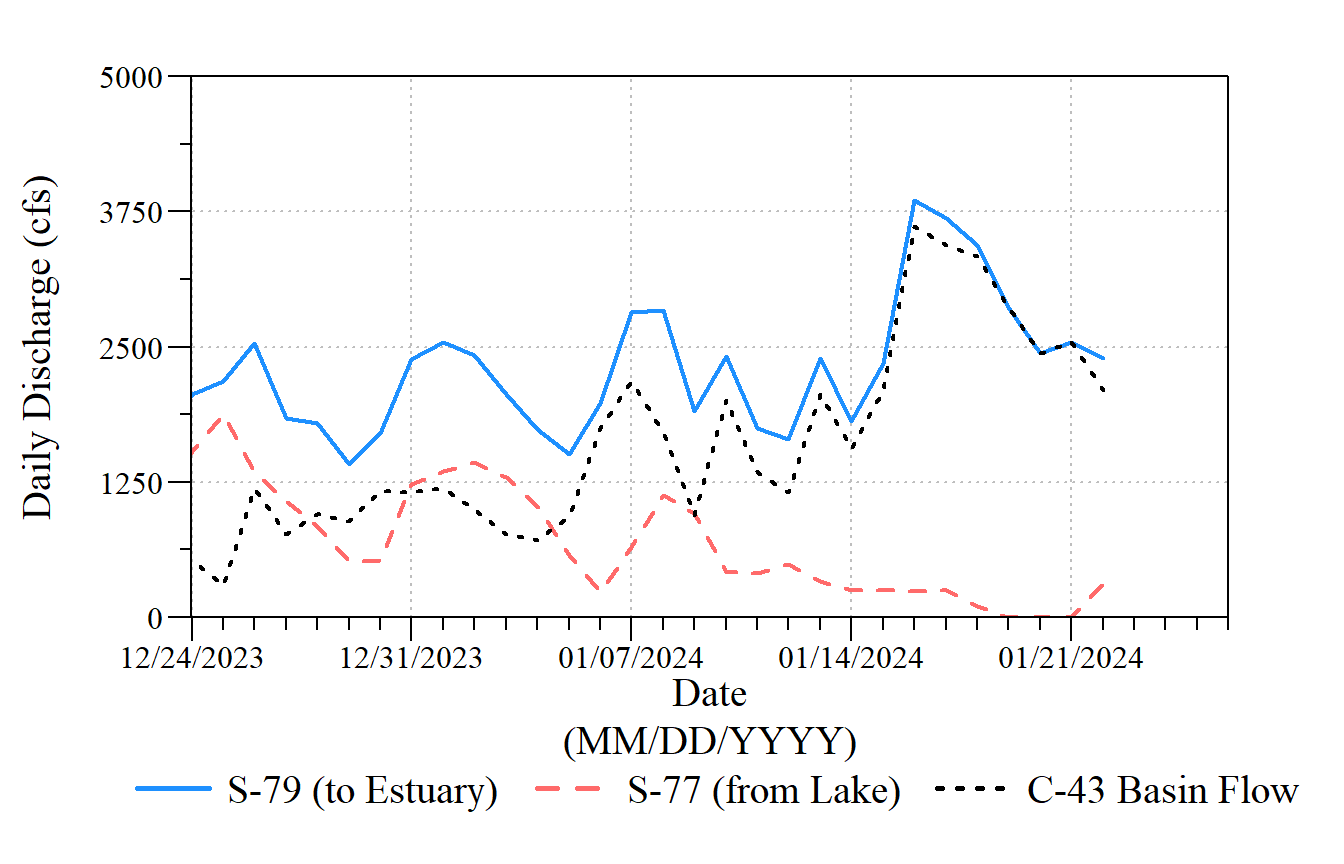 5000
3750
2500
1250
0
Daily Discharge (cfs)
12/24/2023 12/31/2023 01/07/2024 01/14/2024 01/21/2024
Date
(MM/DD/YYYY)
S-79 (to Estuary) S-77 (from Lake) C-43 Basin Flow